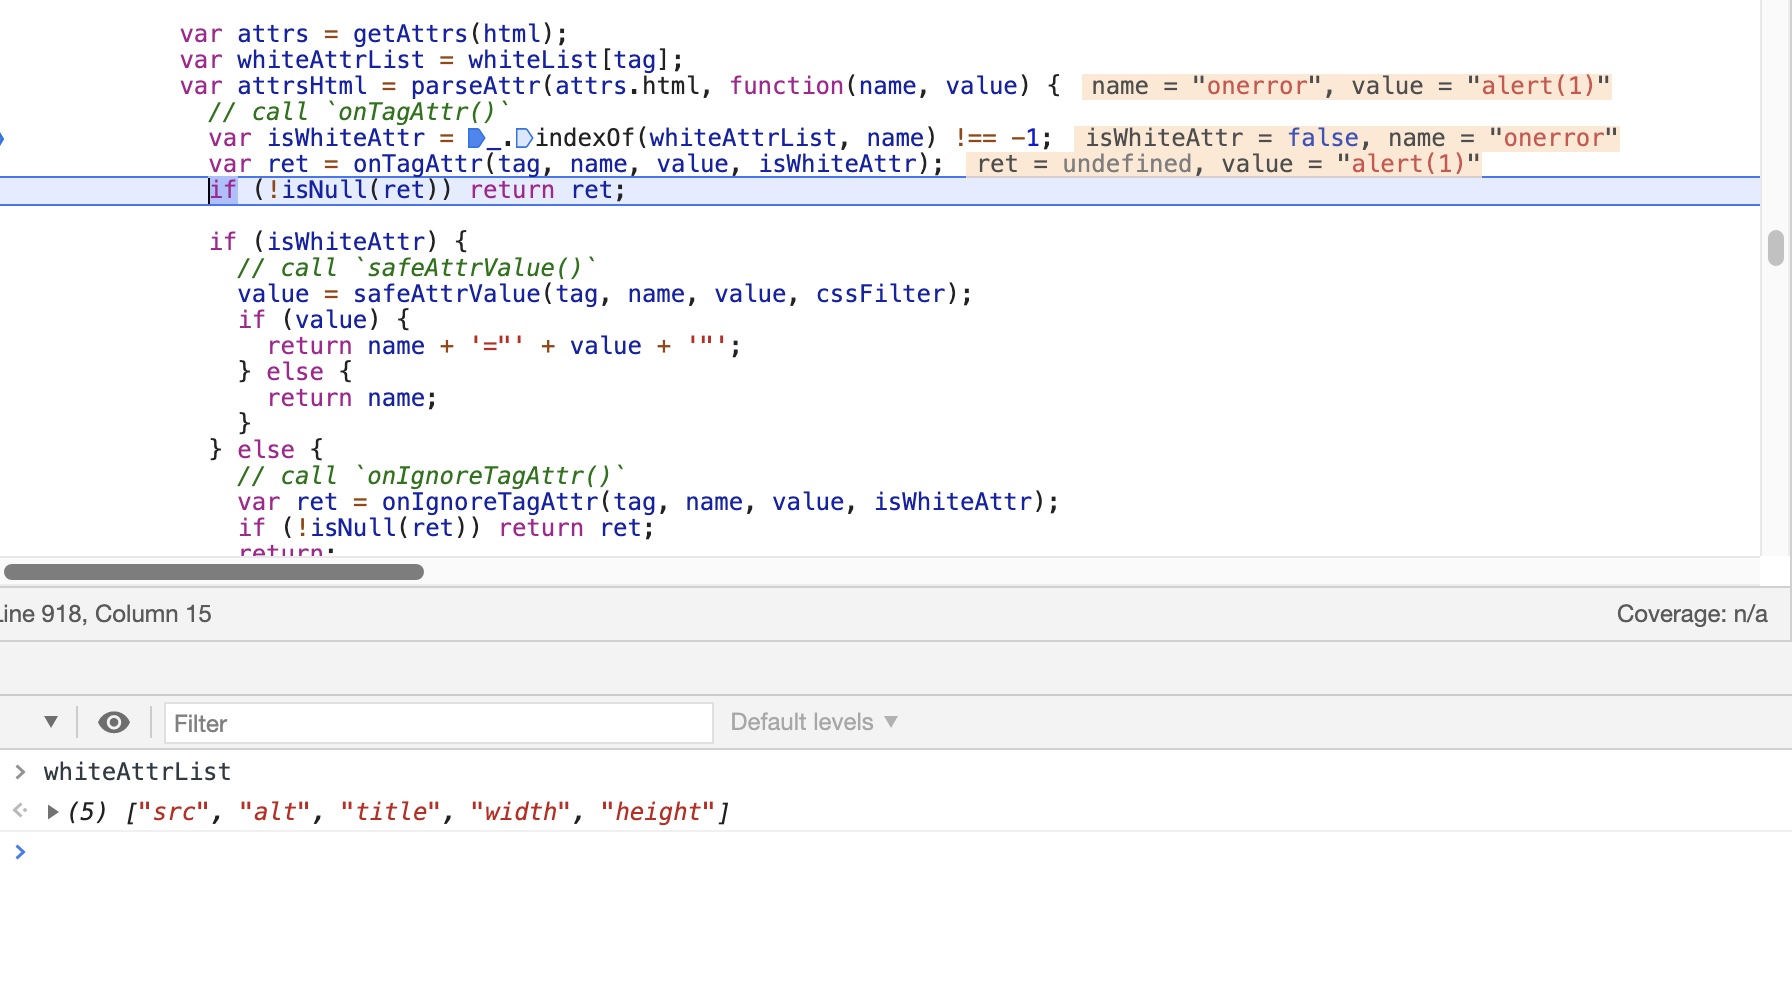 var attrs = getAttrs(html);
var whiteAttrList = whiteList[tag];
var attrsHtml = parseAttr(attrs.html, function(name, value) { name = "onerror", value = "alert(1)"
// call `onTagAttr()`
var isWhiteAttr = _.indexOf(whiteAttrList, name) !== -1; isWhiteAttr = false, name = "onerror"
var ret = onTagAttr(tag, name, value, isWhiteAttr); ret = undefined, value = "alert(1)"
if (!isNull(ret)) return ret;
if (isWhiteAttr) {
// call `safeAttrValue()`
value = safeAttrValue(tag, name, value, cssFilter);
if (value) {
return name + '="' + value + '"';
} else {
return name;
}
} else {
// call `onIgnoreTagAttr()`
var ret = onIgnoreTagAttr(tag, name, value, isWhiteAttr);
if (!isNull(ret)) return ret;
return;
Line 918, Column 15 Coverage: n/a
Filter Default levels ▼
> whiteAttrList
(5) ["src", "alt", "title", "width", "height"]
>